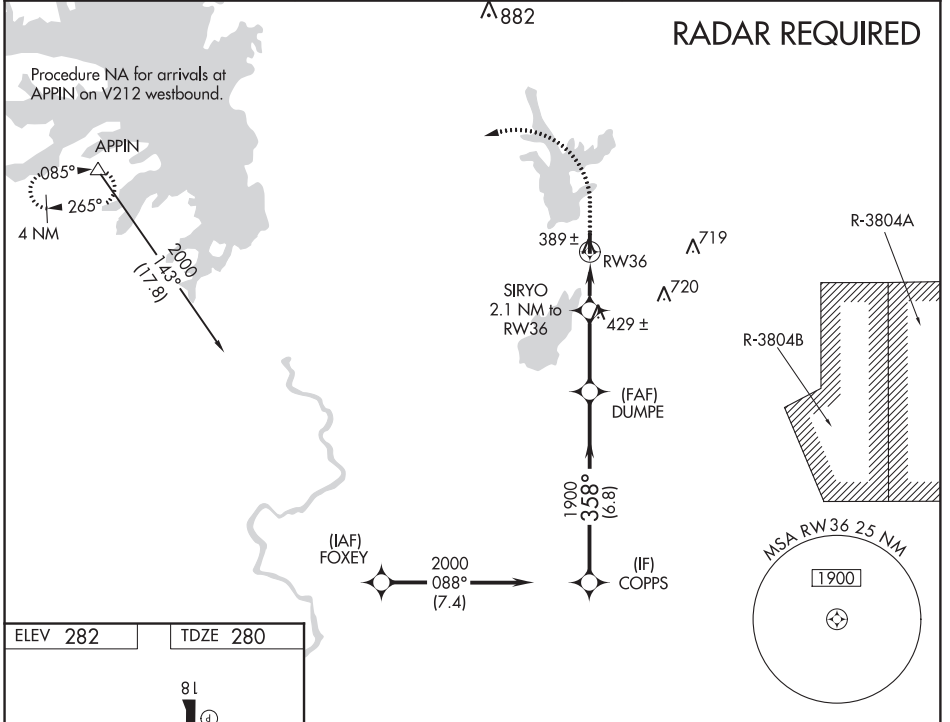 882
RADAR REQUIRED
Procedure NA for arrivals at
APPIN on V212 westbound.
APPIN
085°
265°
4 NM
2000
143°
(17.8)
389 ±
RW36
719
720
R-3804A
SIRYO
2.1 NM to
RW36
429 ±
R-3804B
(FAF)
DUMPE
1900
358°
(6.8)
(IAF)
FOXEY
2000
088°
(7.4)
(IF)
COPPS
MSA RW36 25 NM
1900
ELEV 282
TDZE 280
18
P